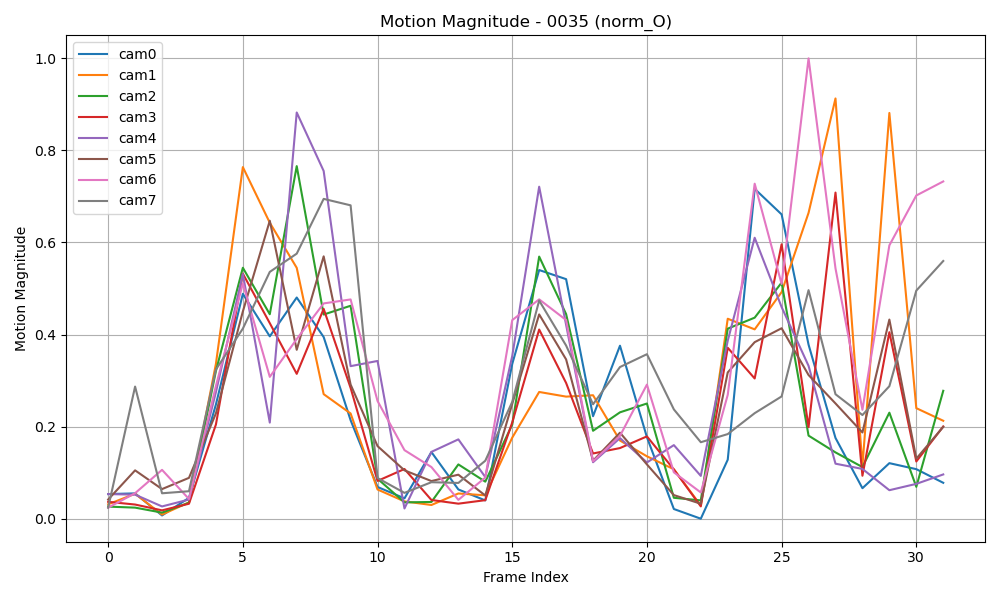 Motion Magnitude - 0035 (norm_O)
cam0
cam1
cam2
cam3
cam4
cam5
cam6
cam7
Motion Magnitude
1.0
0.8
0.6
0.4
0.2
0.0
0 5 10 15 20 25 30
Frame Index